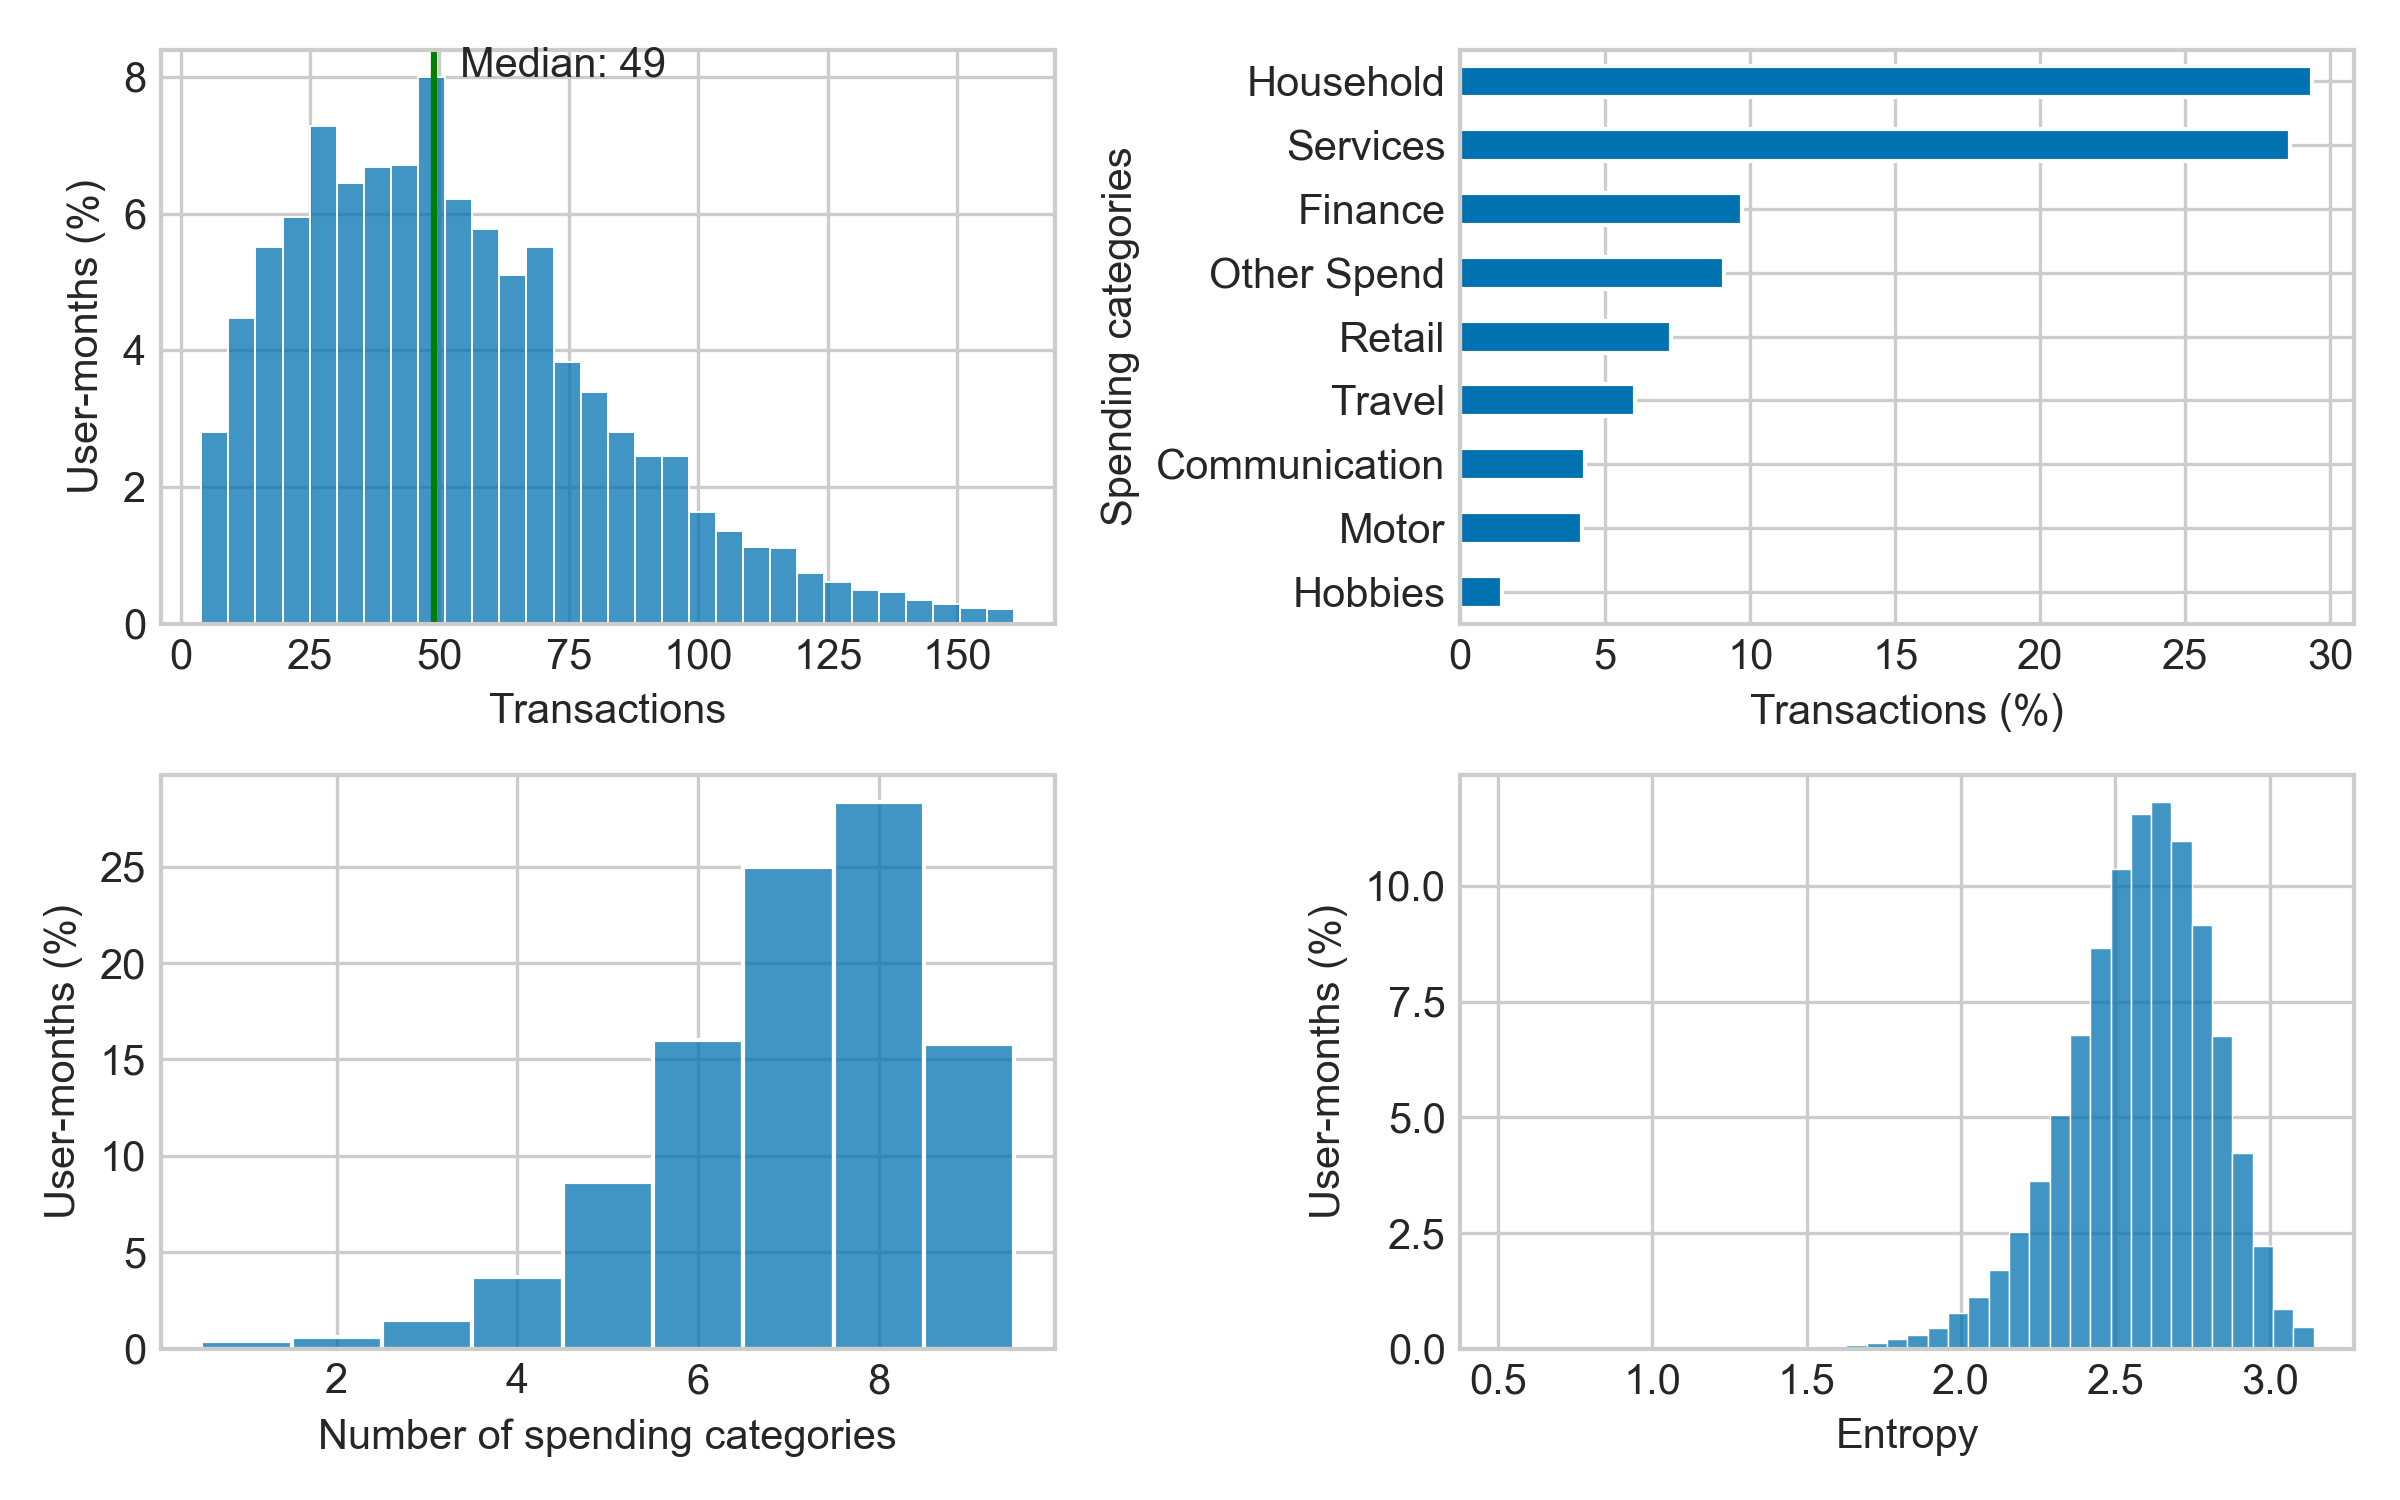 Median: 49
8
6
4
2
0
User-months (%)
0 25 50 75 100 125 150
Transactions
Spending categories
Household
Services
Finance
Other Spend
Retail
Travel
Communication
Motor
Hobbies
0 5 10 15 20 25 30
Transactions (%)
25
20
15
10
5
0
User-months (%)
2 4 6 8
Number of spending categories
10.0
7.5
5.0
2.5
0.0
User-months (%)
0.5 1.0 1.5 2.0 2.5 3.0
Entropy